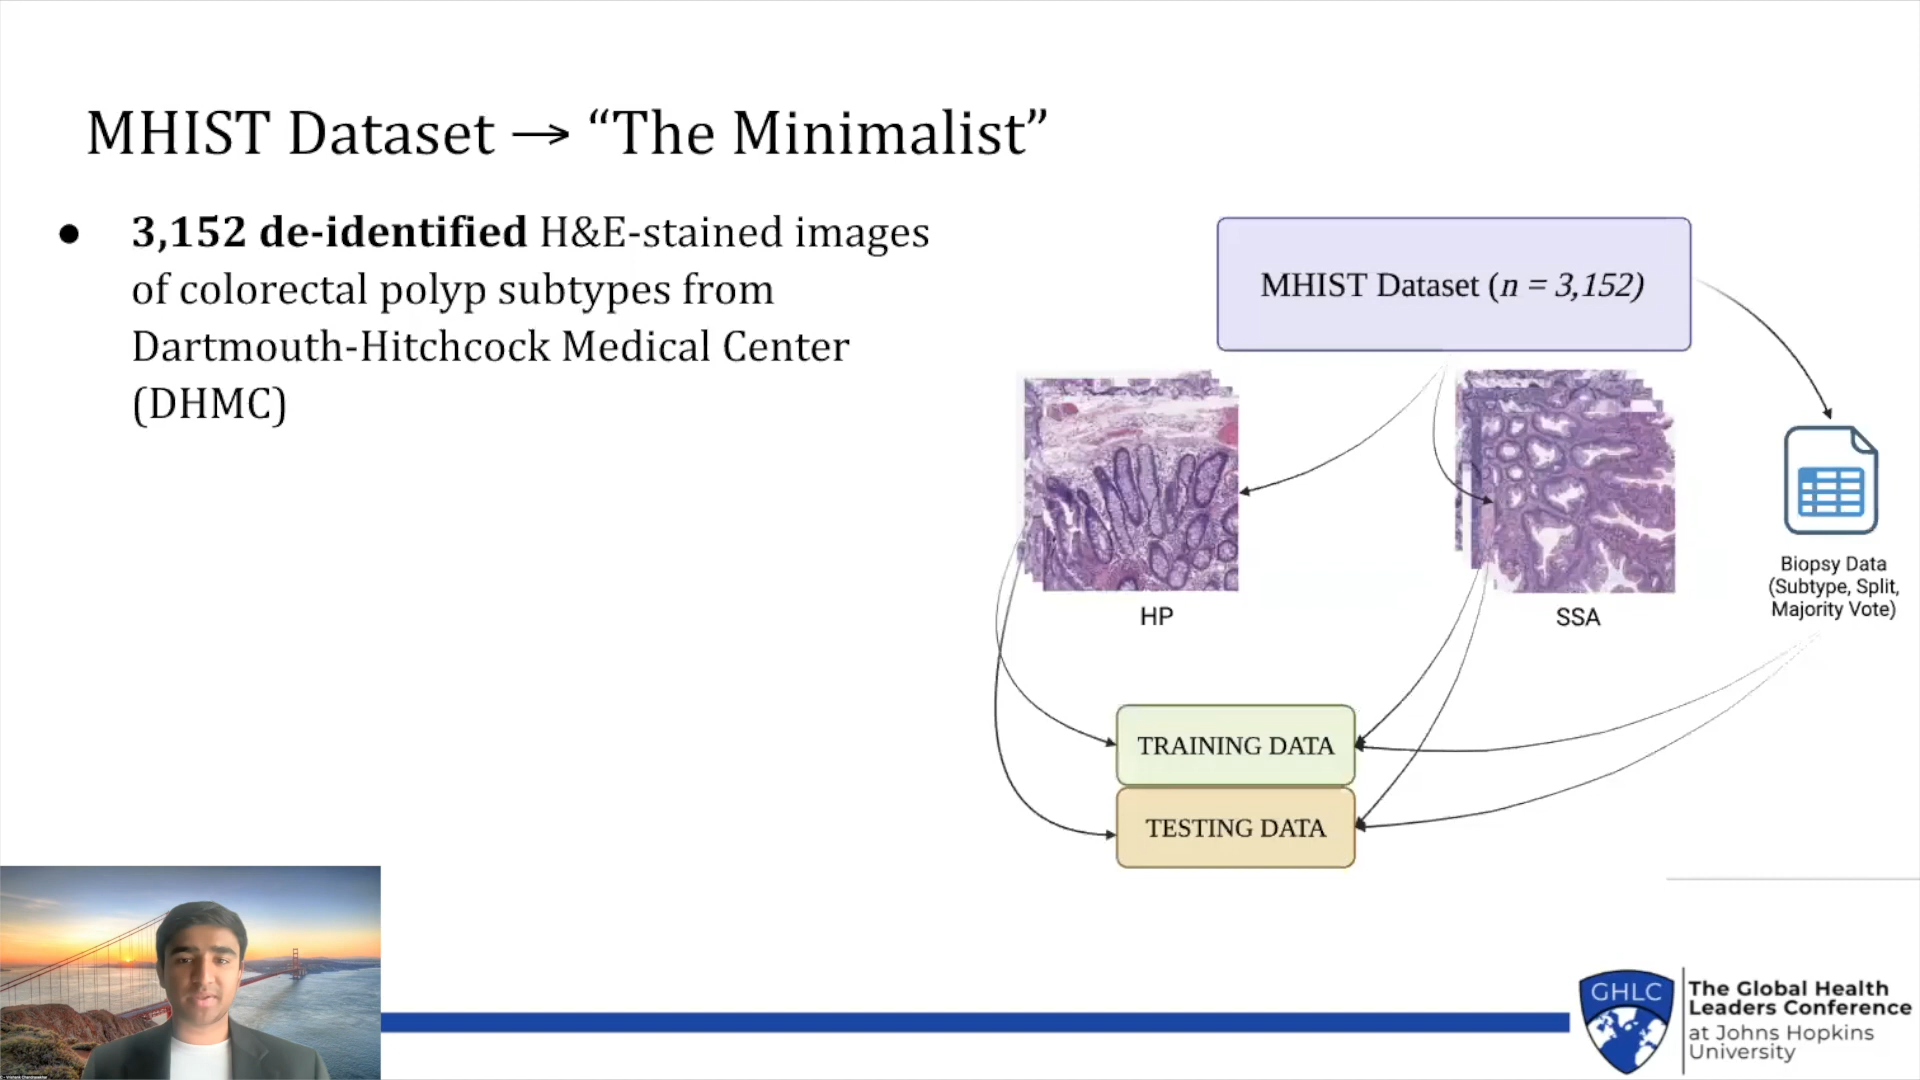 MHIST Dataset → “The Minimalist”
● 3,152 de-identified H&E-stained images
of colorectal polyp subtypes from
Dartmouth-Hitchcock Medical Center
(DHMC)
MHIST Dataset (n = 3,152)
HP
SSA
Biopsy Data
(Subtype, Split,
Majority Vote)
TRAINING DATA
TESTING DATA
GHLC
The Global Health
Leaders Conference
at Johns Hopkins
University